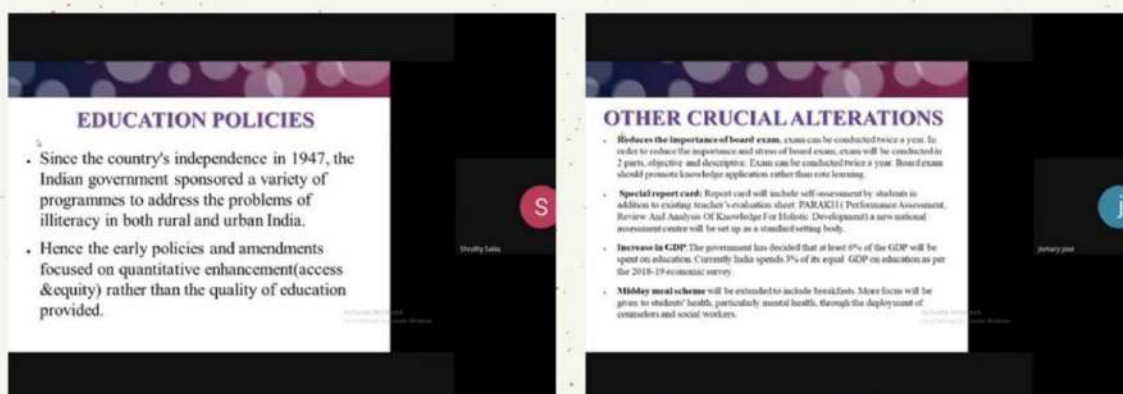 EDUCATION POLICIES
• Since the country's independence in 1947, the
Indian government sponsored a variety of
programmes to address the problems of
illiteracy in both rural and urban India.
• Hence the early policies and amendments
focused on quantitative enhancement(access
&equity) rather than the quality of education
provided.
S
Shruthy Sabu
OTHER CRUCIAL ALTERATIONS
• Reduces the importance of board exam, exam can be conducted twice a year. In
order to reduce the importance and stress of board exam, exam will be conducted in
2 parts, objective and descriptive. Exam can be conducted twice a year. Board exam
should promote knowledge application rather than rote learning.
• Special report card: Report card will include self-assessment by students in
addition to existing teacher's evaluation sheet. PARAKH ( Performance Assessment,
Review And Analysis Of Knowledge For Holistic Development) a new national
assessment centre will be set up as a standard setting body.
• Increase in GDP: The government has decided that at least 6% of the GDP will be
spent on education. Currently India spends 3% of its equal GDP on education as per
the 2018-19 economic survey.
• Midday meal scheme will be extended to include breakfasts. More focus will be
given to students' health, particularly mental health, through the deployment of
counselors and social workers.
j